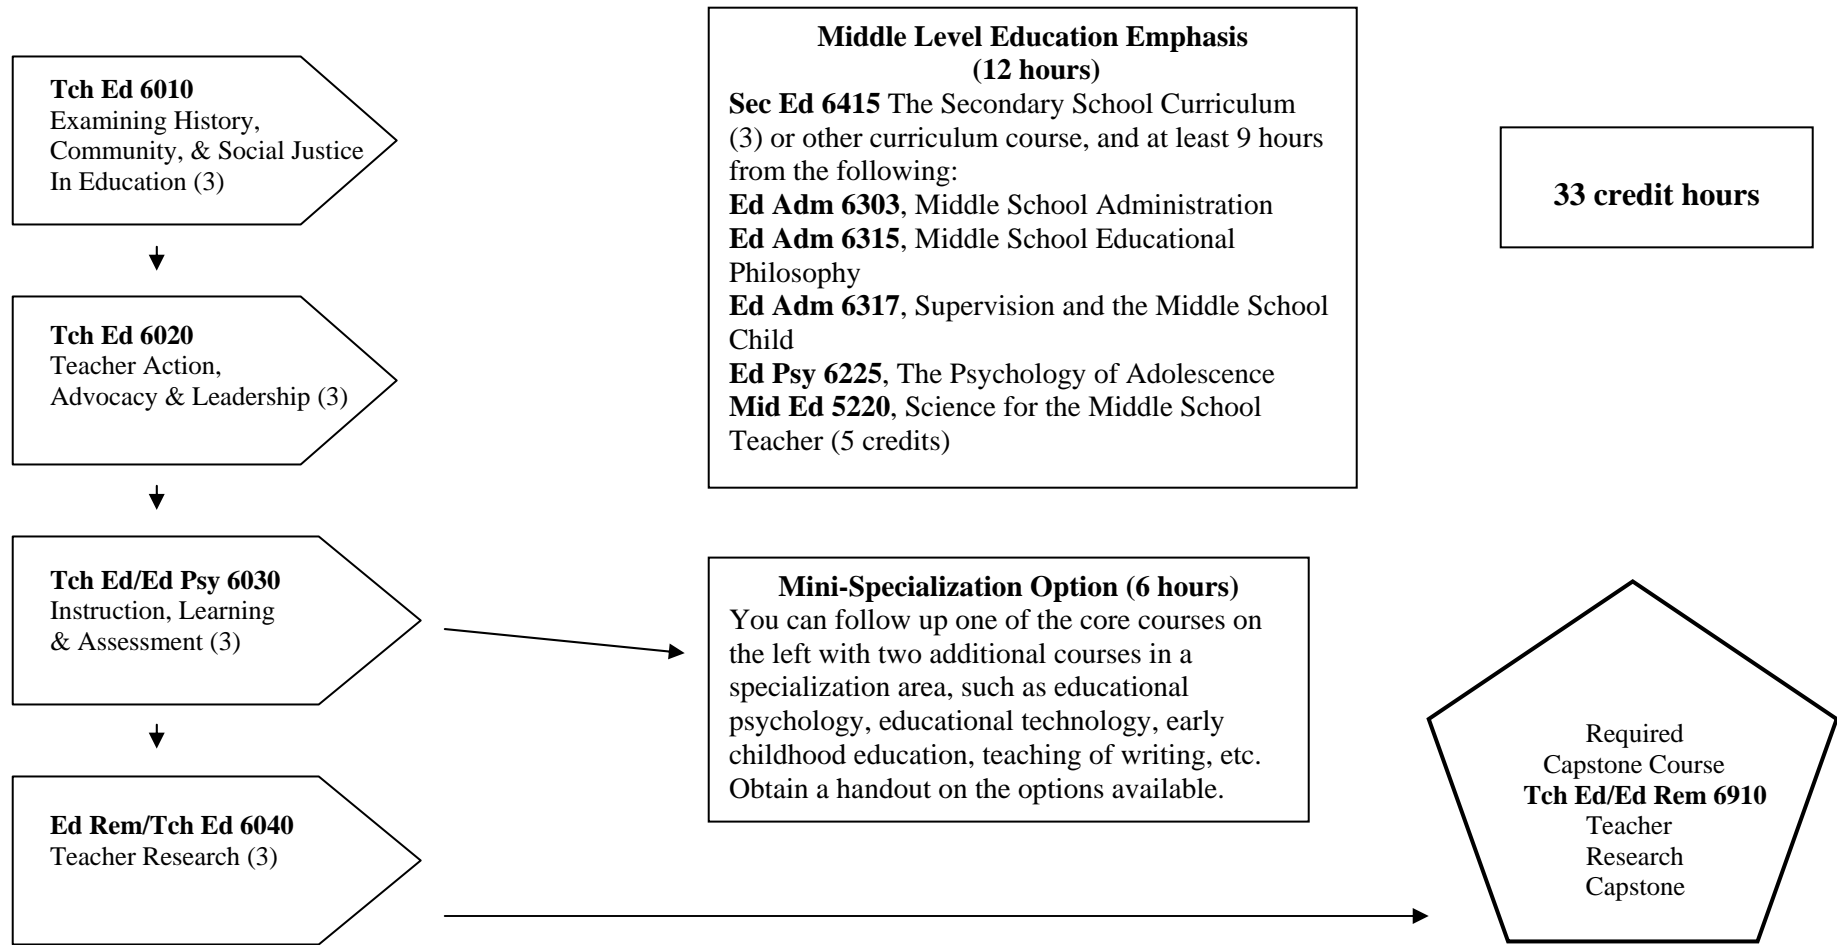 Tch Ed 6010
Examining History,
Community, & Social Justice
In Education (3)
Tch Ed 6020
Teacher Action,
Advocacy & Leadership (3)
Tch Ed/Ed Psy 6030
Instruction, Learning
& Assessment (3)
Ed Rem/Tch Ed 6040
Teacher Research (3)
Middle Level Education Emphasis
(12 hours)
Sec Ed 6415 The Secondary School Curriculum
(3) or other curriculum course, and at least 9 hours
from the following:
Ed Adm 6303, Middle School Administration
Ed Adm 6315, Middle School Educational
Philosophy
Ed Adm 6317, Supervision and the Middle School
Child
Ed Psy 6225, The Psychology of Adolescence
Mid Ed 5220, Science for the Middle School
Teacher (5 credits)
Mini-Specialization Option (6 hours)
You can follow up one of the core courses on
the left with two additional courses in a
specialization area, such as educational
psychology, educational technology, early
childhood education, teaching of writing, etc.
Obtain a handout on the options available.
33 credit hours
Required
Capstone Course
Tch Ed/Ed Rem 6910
Teacher
Research
Capstone